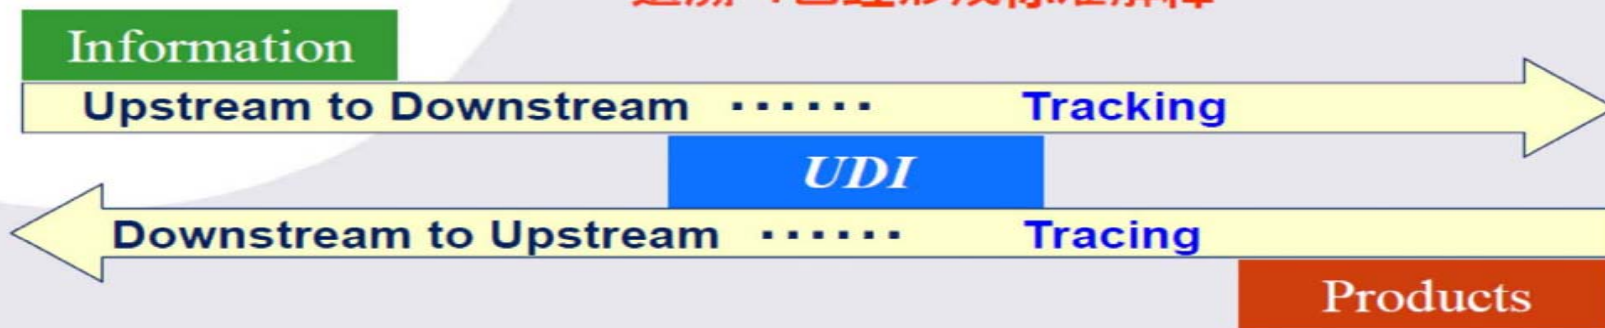 Information
Upstream to Downstream ······ Tracking
UDI
Downstream to Upstream ······ Tracing
Products